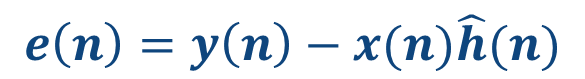 e(n) = y(n) − x(n)ĥ(n)